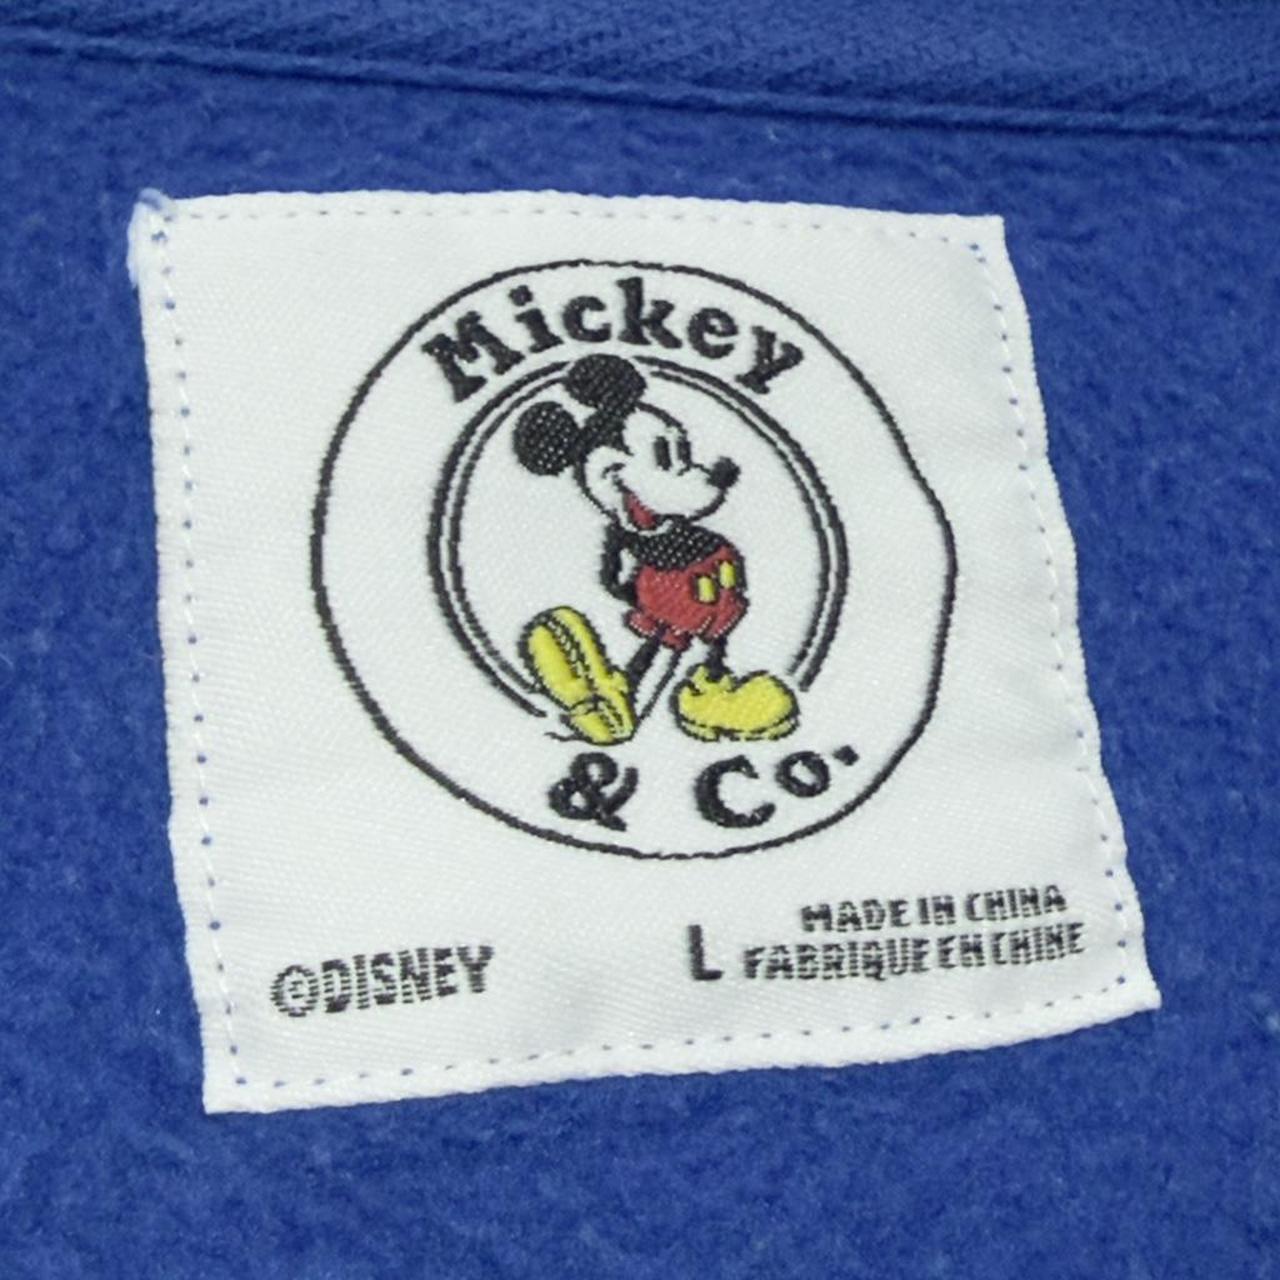 Mickey
& Co.
©DISNEY
L
MADE IN CHINA
FABRIQUE EN CHINE